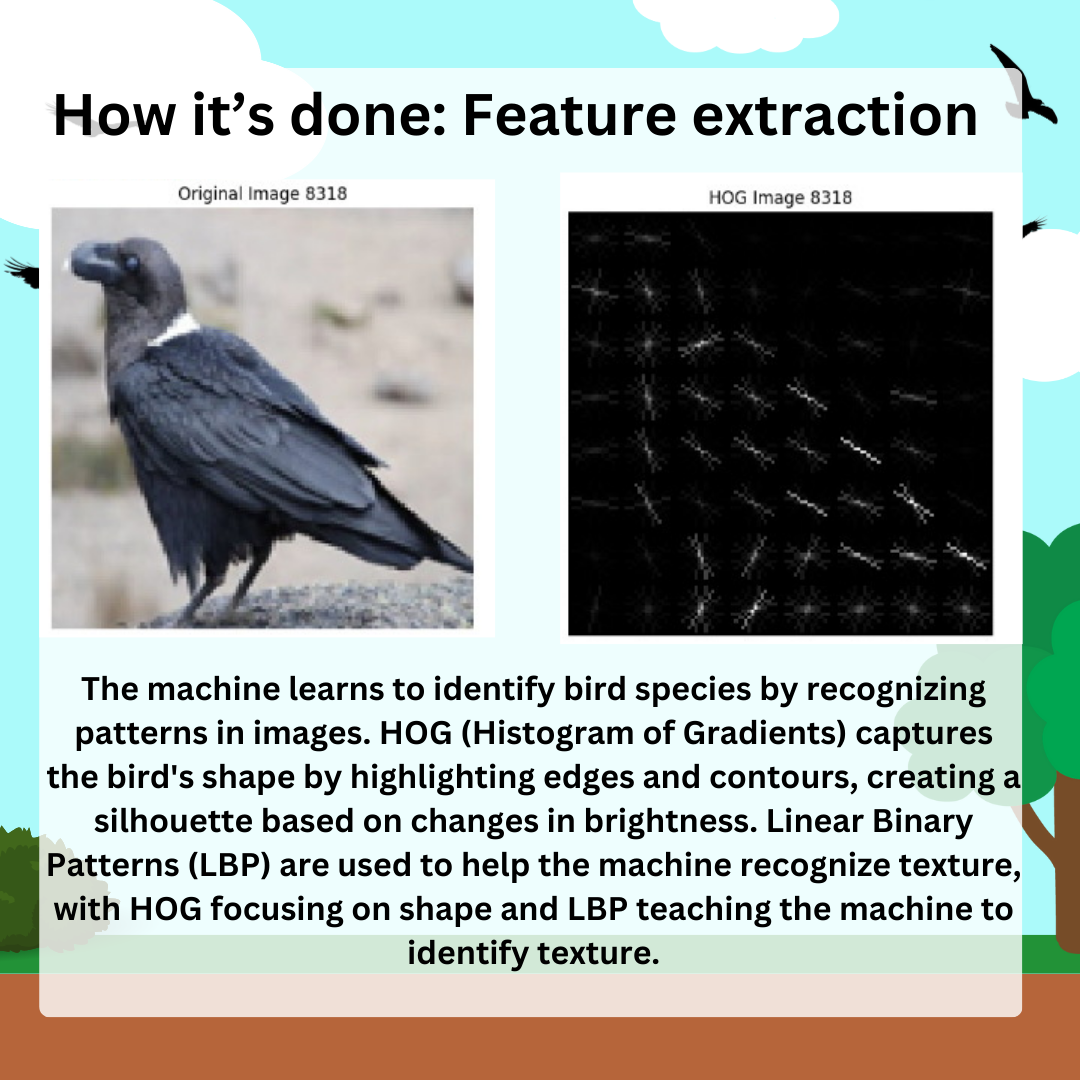 How it’s done: Feature extraction
Original Image 8318
HOG Image 8318
The machine learns to identify bird species by recognizing
patterns in images. HOG (Histogram of Gradients) captures
the bird's shape by highlighting edges and contours, creating a
silhouette based on changes in brightness. Linear Binary
Patterns (LBP) are used to help the machine recognize texture,
with HOG focusing on shape and LBP teaching the machine to
identify texture.